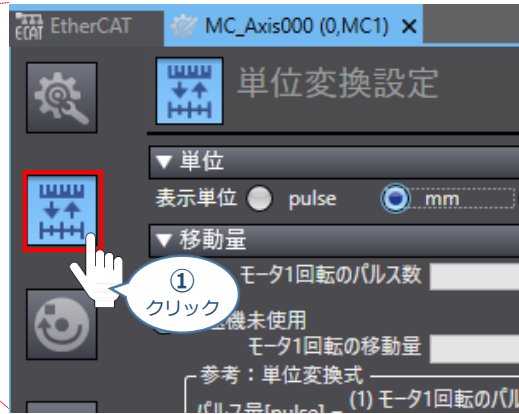 ECAT EtherCAT
MC_Axis000 (0,MC1) ×
単位変換設定
▼単位
表示単位 pulse mm
▼移動量
モータ1回転のパルス数
①
クリック
機未使用
モータ1回転の移動量
参考：単位変換式
パルス量[pulse] = (1) モータ1回転のパル